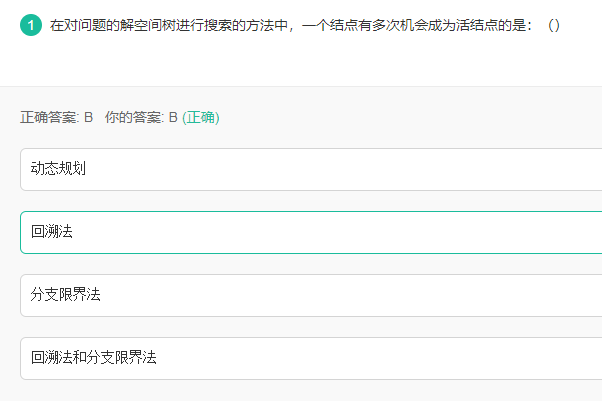 1 在对问题的解空间树进行搜索的方法中，一个结点有多次机会成为活结点的是：（）
正确答案: B 你的答案: B (正确)
动态规划
回溯法
分支限界法
回溯法和分支限界法